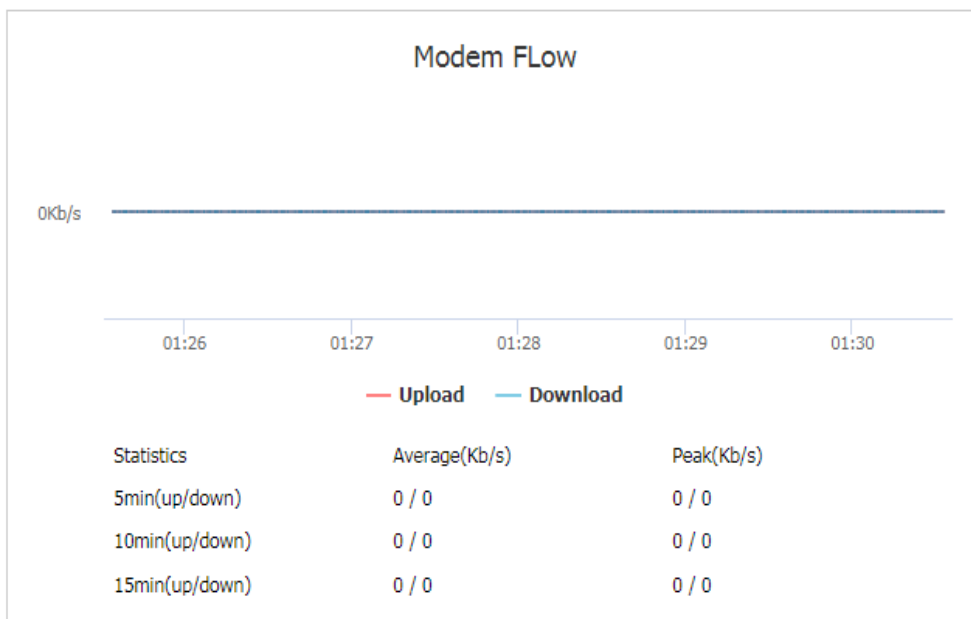 Modem FLow
0Kb/s
01:26 01:27 01:28 01:29 01:30
Upload Download
Statistics Average(Kb/s) Peak(Kb/s)
5min(up/down) 0 / 0 0 / 0
10min(up/down) 0 / 0 0 / 0
15min(up/down) 0 / 0 0 / 0